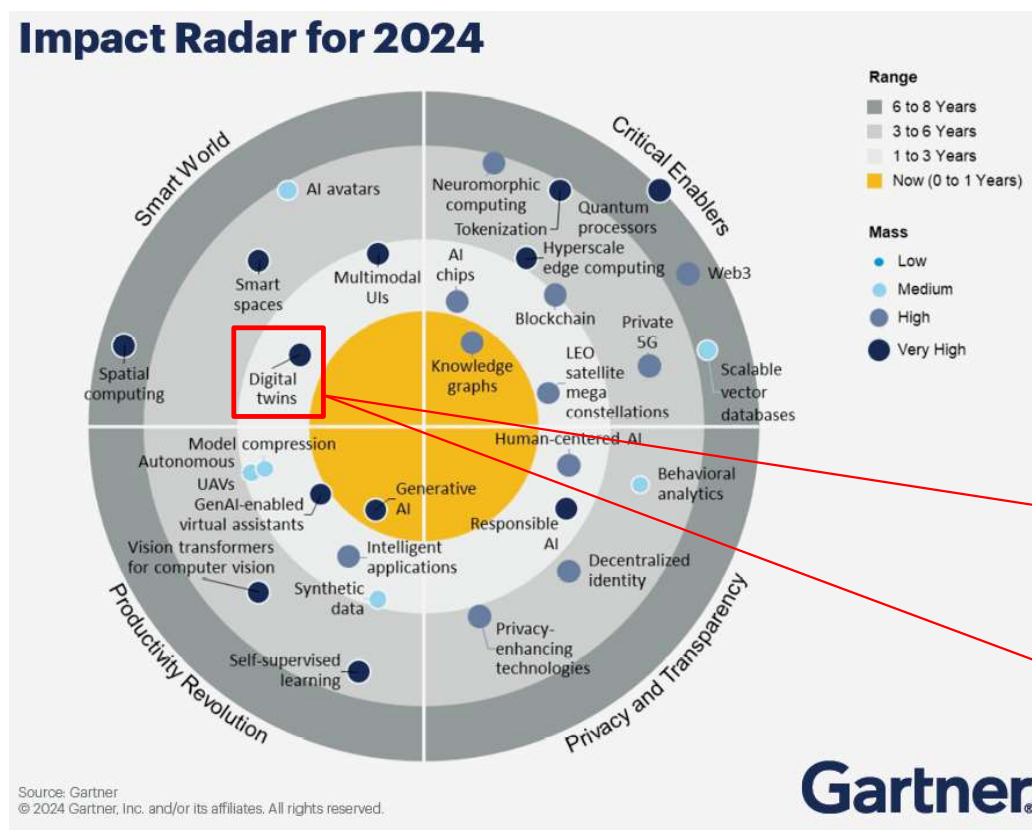 Impact Radar for 2024
Range
6 to 8 Years
3 to 6 Years
1 to 3 Years
Now (0 to 1 Years)
Mass
Low
Medium
High
Very High
Smart World
AI avatars
Smart
spaces
Multimodal
UIs
Spatial
computing
Digital
twins
Critical Enablers
Neuromorphic
computing
Tokenization
Quantum
processors
Hyperscale
edge computing
AI
chips
Web3
Blockchain
Private
5G
Knowledge
graphs
LEO
satellite
mega
constellations
Scalable
vector
databases
Productivity Revolution
Model compression
Autonomous
UAVs
GenAI-enabled
virtual assistants
Generative
AI
Vision transformers
for computer vision
Intelligent
applications
Synthetic
data
Self-supervised
learning
Privacy and Transparency
Human-centered AI
Behavioral
analytics
Responsible
AI
Decentralized
identity
Privacy-
enhancing
technologies
Source: Gartner
© 2024 Gartner, Inc. and/or its affiliates. All rights reserved.
Gartner®